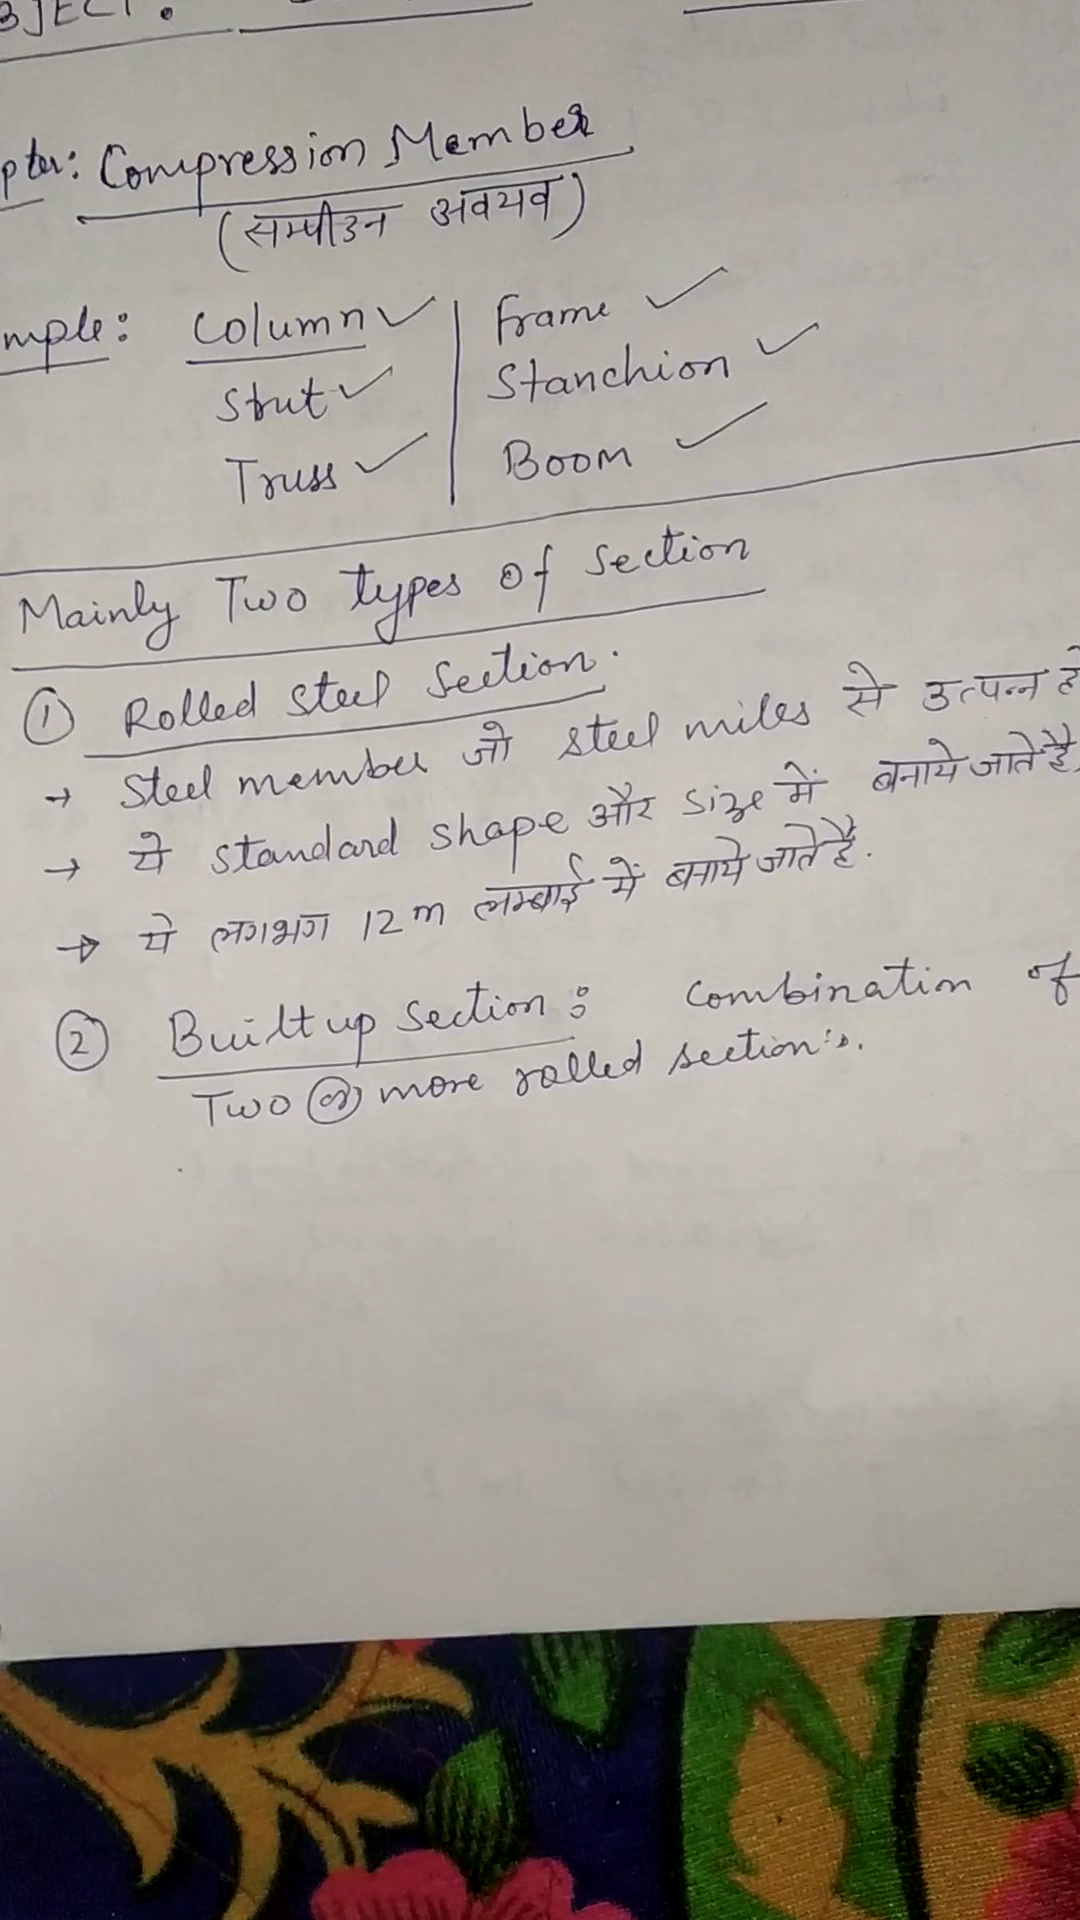 BJECT:
pter: Compression Member
(सम्पीडन अवयव)
mple: Column ✓ | Frame ✓
Strut ✓ | Stanchion ✓
Truss ✓ | Boom ✓
Mainly Two types of Section
① Rolled Steel Section.
→ Steel member जो steel miles से उत्पन्न हो
→ ये standard shape और size में बनाये जाते है.
→ ये लगभग 12m लम्बाई में बनाये जाते है.
② Built up section: Combination of
Two (or) more rolled section's.